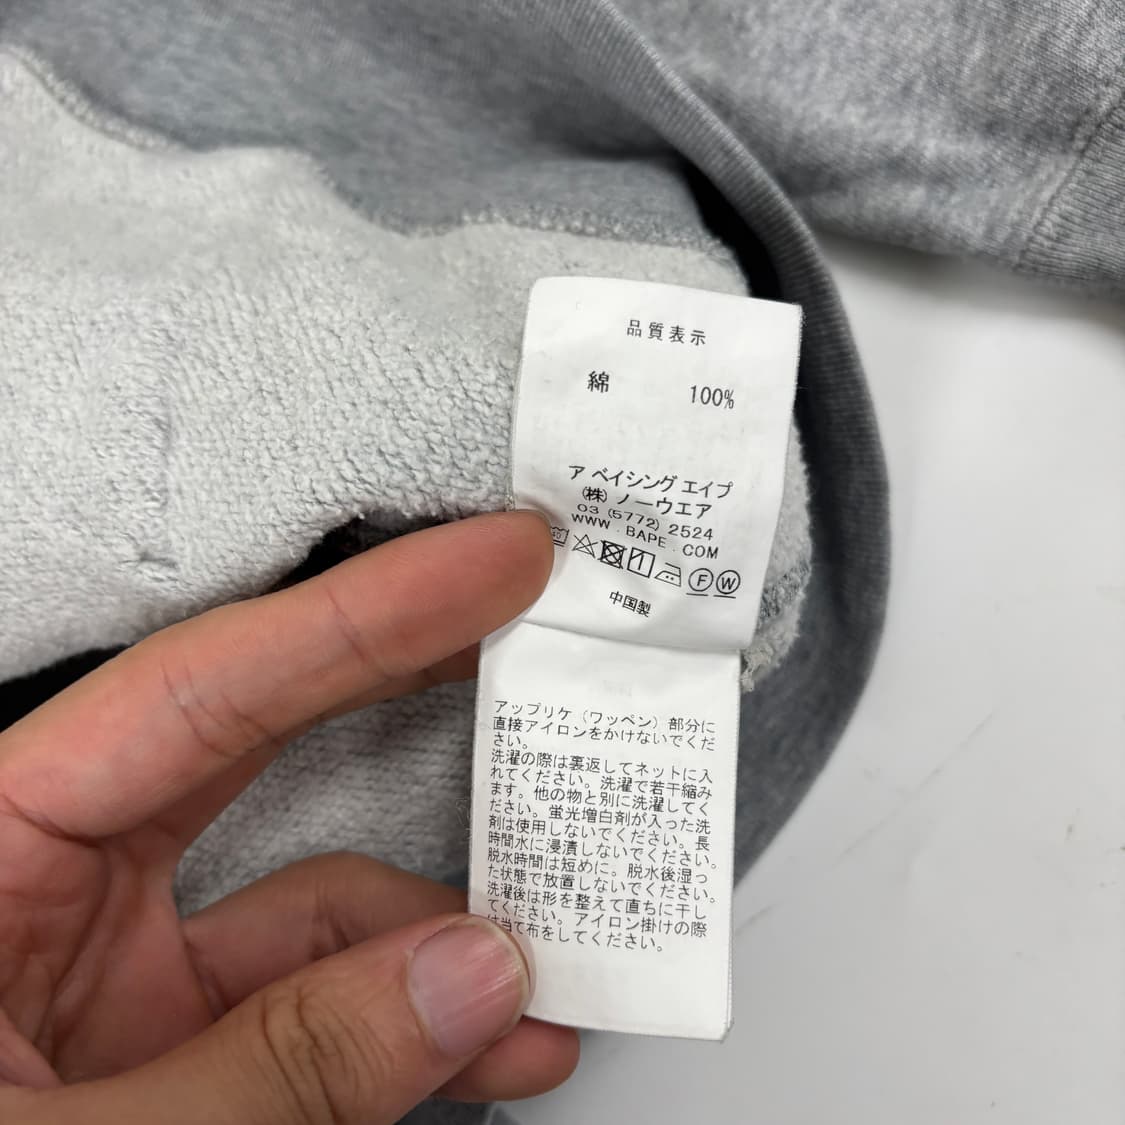 品質表示
綿 100%
ア ベイシング エイプ
(株) ノーウエア
03 (5772) 2524
WWW.BAPE.COM
40 1 F W
中国製
アップリケ（ワッペン）部分に
直接アイロンをかけないでくだ
さい。
洗濯の際は裏返してネットに入
れてください。洗濯で若干縮み
ます。他の物と別に洗濯してく
ださい。蛍光増白剤が入った洗
剤は使用しないでください。長
時間水に浸漬しないでください。
脱水時間は短めに。脱水後湿っ
た状態で放置しないでください。
洗濯後は形を整えて直ちに干し
てください。アイロン掛けの際
は当て布をしてください。